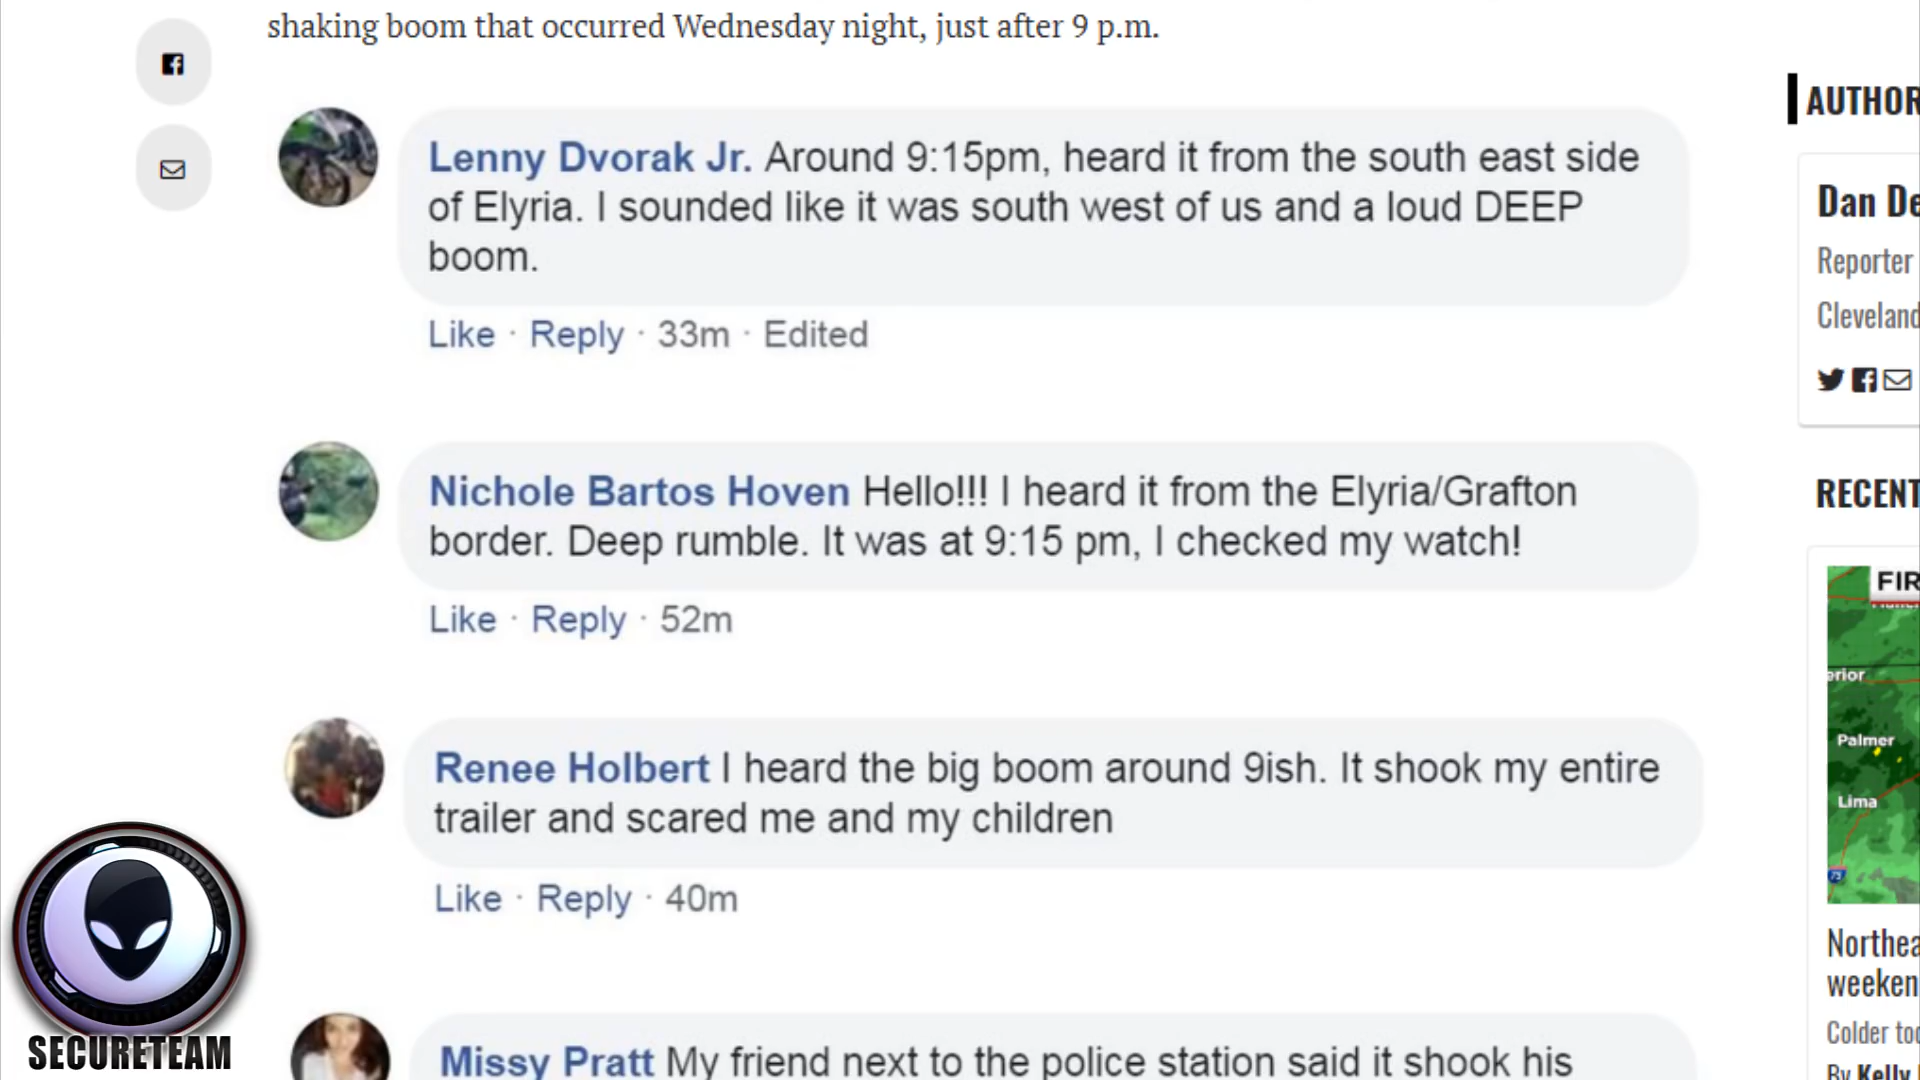 shaking boom that occurred Wednesday night, just after 9 p.m.
Lenny Dvorak Jr. Around 9:15pm, heard it from the south east side
of Elyria. I sounded like it was south west of us and a loud DEEP
boom.
Like · Reply · 33m · Edited
Nichole Bartos Hoven Hello!!! I heard it from the Elyria/Grafton
border. Deep rumble. It was at 9:15 pm, I checked my watch!
Like · Reply · 52m
Renee Holbert I heard the big boom around 9ish. It shook my entire
trailer and scared me and my children
Like · Reply · 40m
Missy Pratt My friend next to the police station said it shook his
AUTHOR
Dan De
Reporter
Cleveland
RECENT
FIR
erior
Palmer
Lima
75
Northea
weeken
Colder too
By Kelly
SECURETEAM